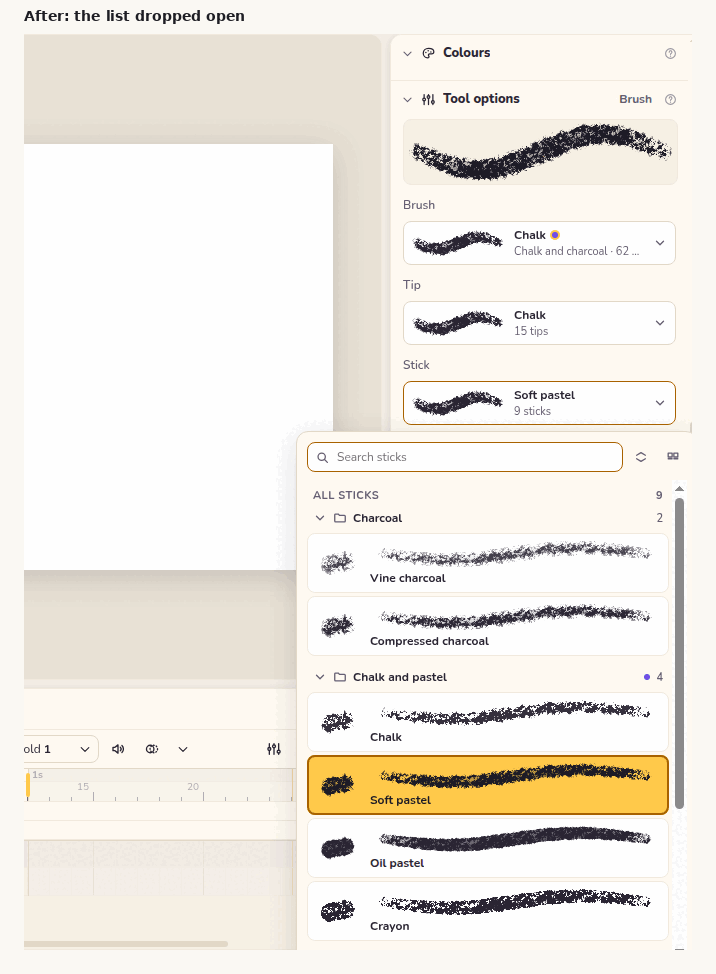 After: the list dropped open
Colours
Tool options Brush
Brush
Chalk
Chalk and charcoal · 62 ...
Tip
Chalk
15 tips
Stick
Soft pastel
9 sticks
Search sticks
ALL STICKS 9
Charcoal 2
Vine charcoal
Compressed charcoal
Chalk and pastel 4
Chalk
Soft pastel
Oil pastel
Crayon
old 1
1s
15 20